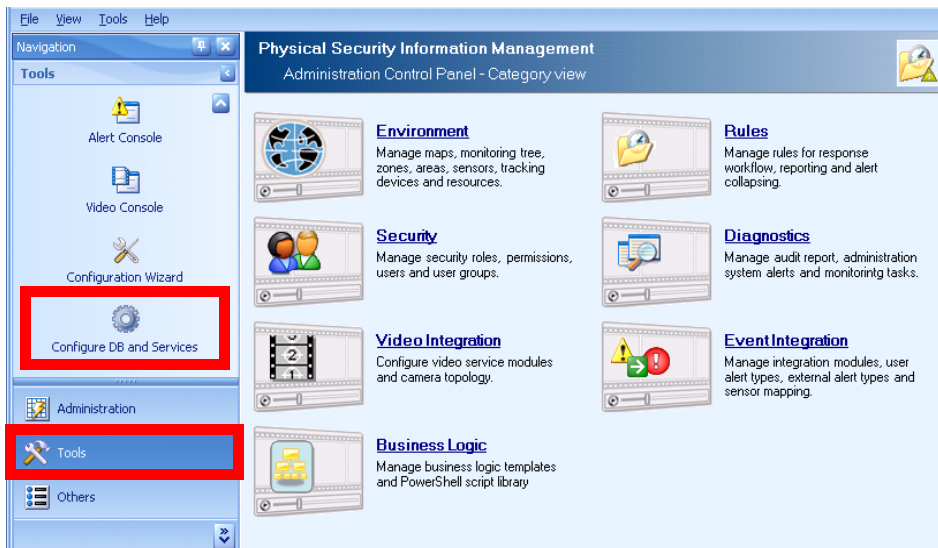 File View Tools Help
Navigation
Tools
Alert Console
Video Console
Configuration Wizard
Configure DB and Services
Administration
Tools
Others
Physical Security Information Management
Administration Control Panel - Category view
Environment
Manage maps, monitoring tree,
zones, areas, sensors, tracking
devices and resources.
Rules
Manage rules for response
workflow, reporting and alert
collapsing.
Security
Manage security roles, permissions,
users and user groups.
Diagnostics
Manage audit report, administration
system alerts and monitorintg tasks.
Video Integration
Configure video service modules
and camera topology.
Event Integration
Manage integration modules, user
alert types, external alert types and
sensor mapping.
Business Logic
Manage business logic templates
and PowerShell script library